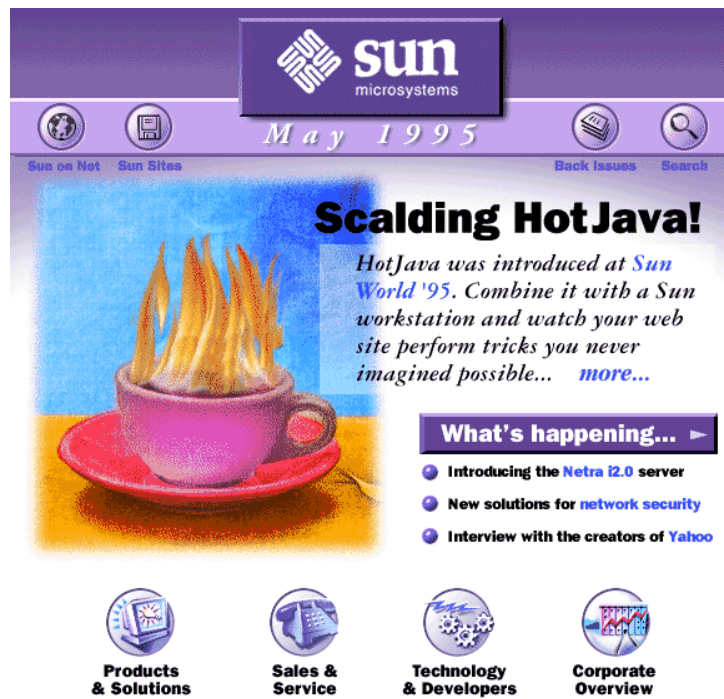 sun
microsystems
May 1995
Sun on Net
Sun Sites
Back Issues
Search
Scalding HotJava!
HotJava was introduced at Sun
World '95. Combine it with a Sun
workstation and watch your web
site perform tricks you never
imagined possible... more...
What's happening...
Introducing the Netra i2.0 server
New solutions for network security
Interview with the creators of Yahoo
Products
& Solutions
Sales &
Service
Technology
& Developers
Corporate
Overview